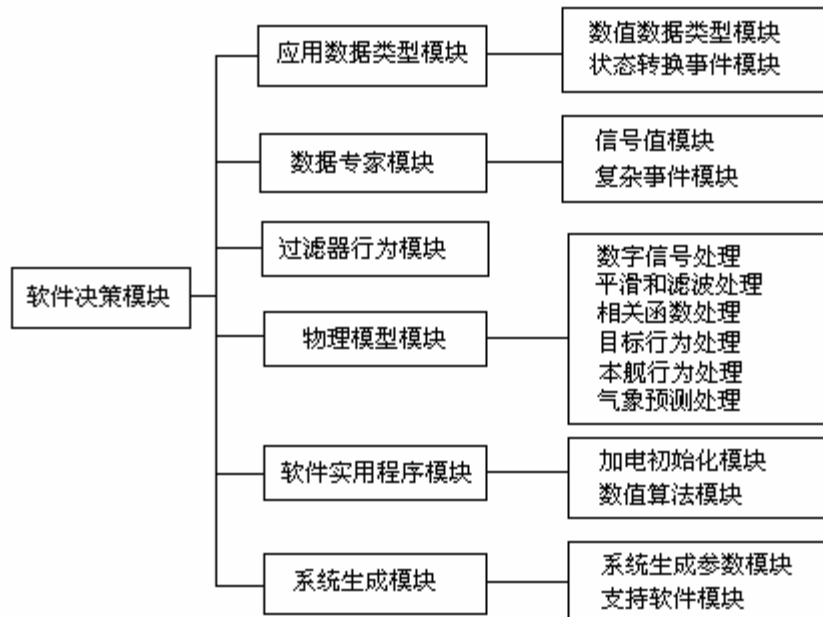 软件决策模块
应用数据类型模块
数值数据类型模块
状态转换事件模块
数据专家模块
信号值模块
复杂事件模块
过滤器行为模块
物理模型模块
数字信号处理
平滑和滤波处理
相关函数处理
目标行为处理
本舰行为处理
气象预测处理
软件实用程序模块
加电初始化模块
数值算法模块
系统生成模块
系统生成参数模块
支持软件模块